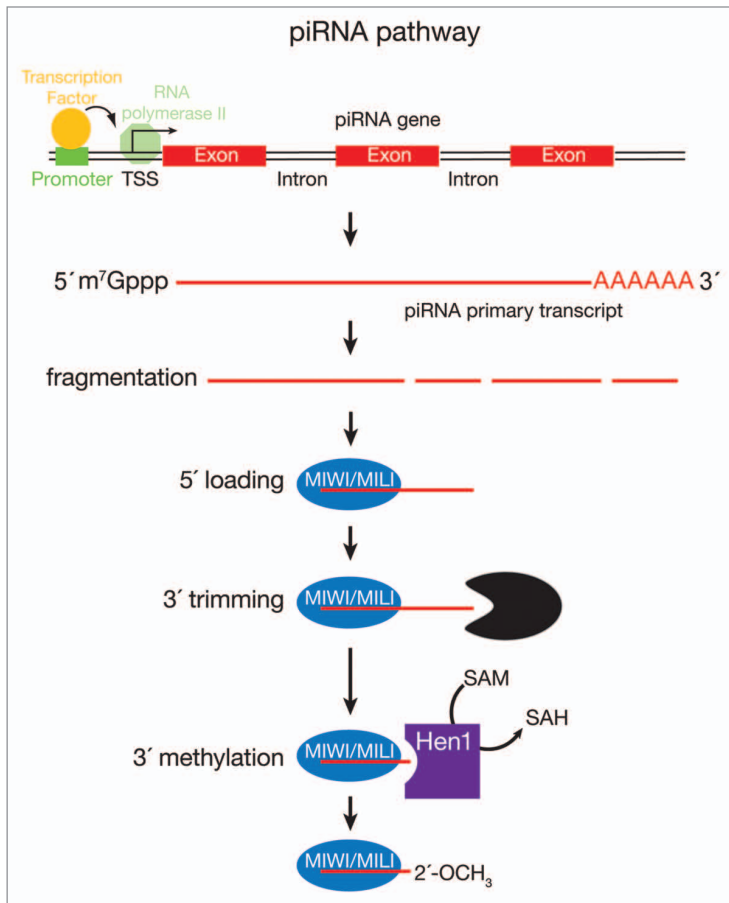 piRNA pathway
Transcription
Factor
RNA
polymerase II
piRNA gene
Exon
Exon
Exon
Promoter
TSS
Intron
Intron
5´ m⁷Gppp
AAAAAA 3´
piRNA primary transcript
fragmentation
5´ loading
MIWI/MILI
3´ trimming
MIWI/MILI
SAM
SAH
3´ methylation
MIWI/MILI
Hen1
MIWI/MILI
2´-OCH₃